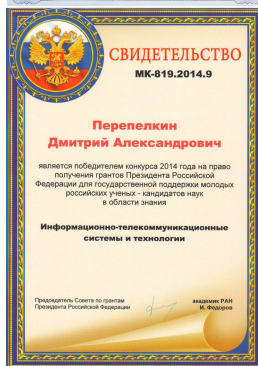 СВИДЕТЕЛЬСТВО
МК-819.2014.9
Перепелкин
Дмитрий Александрович
является победителем конкурса 2014 года на право
получения грантов Президента Российской
Федерации для государственной поддержки молодых
российских ученых - кандидатов наук
в области знания
Информационно-телекоммуникационные
системы и технологии
Председатель Совета по грантам
Президента Российской Федерации
академик РАН
И. Федоров